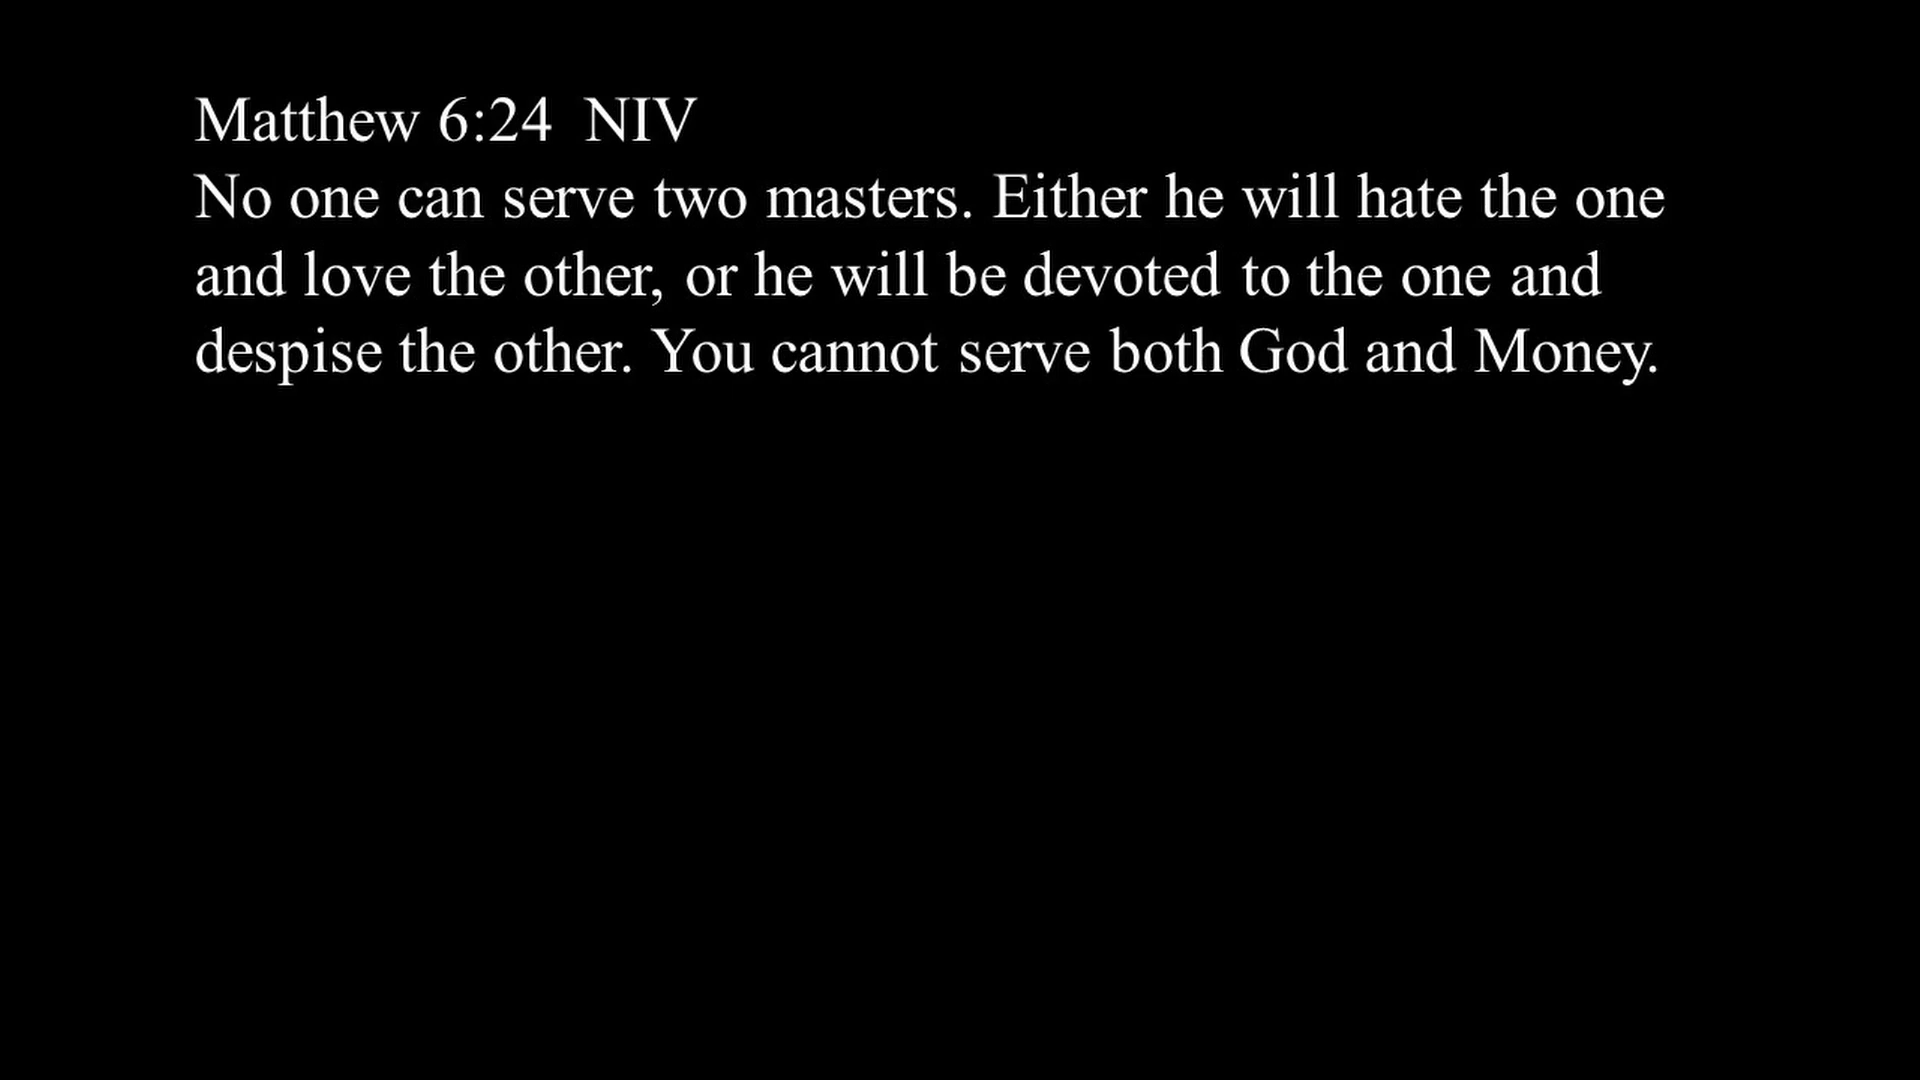 Matthew 6:24  NIV
No one can serve two masters. Either he will hate the one
and love the other, or he will be devoted to the one and
despise the other. You cannot serve both God and Money.